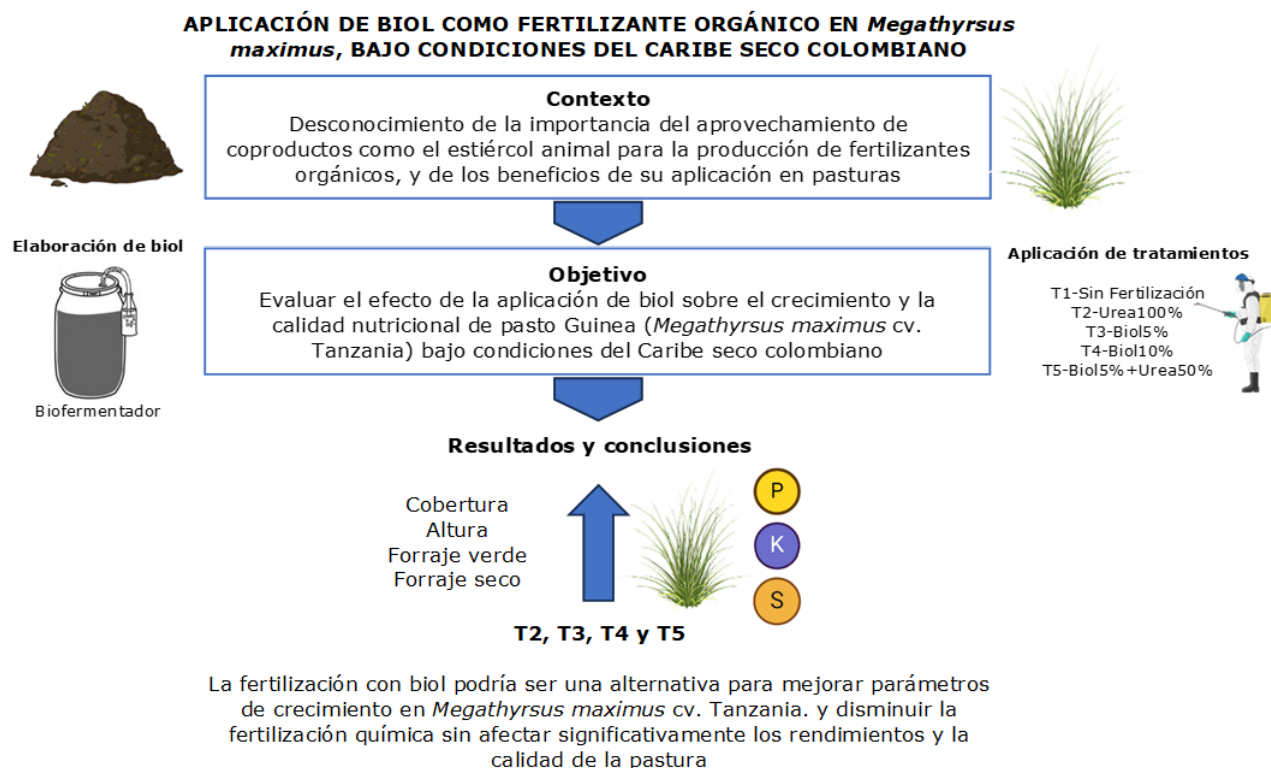 APLICACIÓN DE BIOL COMO FERTILIZANTE ORGÁNICO EN Megathyrsus
maximus, BAJO CONDICIONES DEL CARIBE SECO COLOMBIANO
Contexto
Desconocimiento de la importancia del aprovechamiento de
coproductos como el estiércol animal para la producción de fertilizantes
orgánicos, y de los beneficios de su aplicación en pasturas
Elaboración de biol
Biofermentador
Objetivo
Evaluar el efecto de la aplicación de biol sobre el crecimiento y la
calidad nutricional de pasto Guinea (Megathyrsus maximus cv.
Tanzania) bajo condiciones del Caribe seco colombiano
Aplicación de tratamientos
T1-Sin Fertilización
T2-Urea100%
T3-Biol5%
T4-Biol10%
T5-Biol5%+Urea50%
Resultados y conclusiones
Cobertura
Altura
Forraje verde
Forraje seco
P
K
S
T2, T3, T4 y T5
La fertilización con biol podría ser una alternativa para mejorar parámetros
de crecimiento en Megathyrsus maximus cv. Tanzania. y disminuir la
fertilización química sin afectar significativamente los rendimientos y la
calidad de la pastura